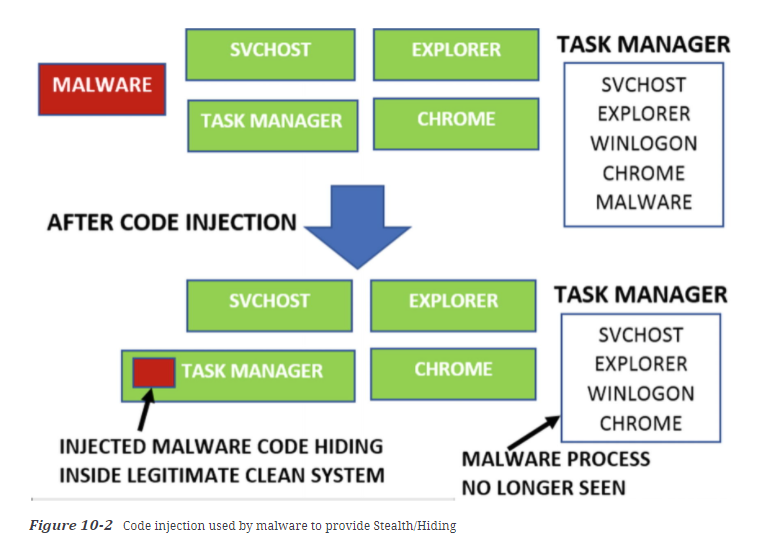 SVCHOST
EXPLORER
TASK MANAGER
MALWARE
TASK MANAGER
CHROME
SVCHOST
EXPLORER
WINLOGON
CHROME
MALWARE
AFTER CODE INJECTION
SVCHOST
EXPLORER
TASK MANAGER
TASK MANAGER
CHROME
SVCHOST
EXPLORER
WINLOGON
CHROME
INJECTED MALWARE CODE HIDING
INSIDE LEGITIMATE CLEAN SYSTEM
MALWARE PROCESS
NO LONGER SEEN
Figure 10-2 Code injection used by malware to provide Stealth/Hiding